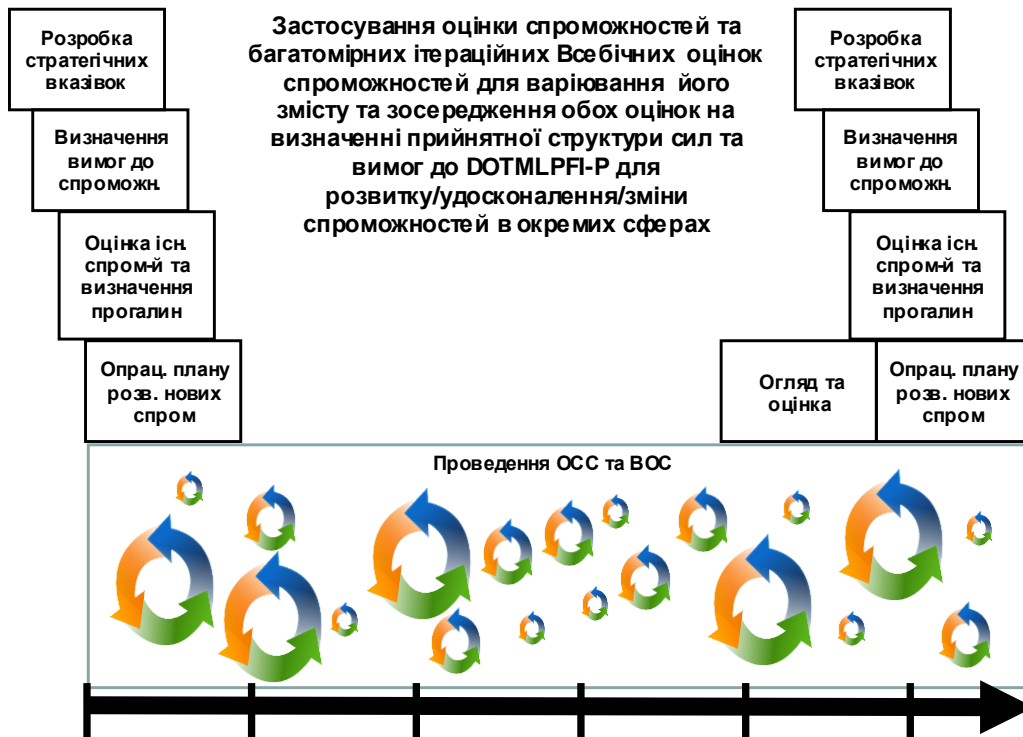 Розробка
стратегічних
вказівок
Визначення
вимог до
спроможн.
Оцінка існ.
спром-й та
визначення
прогалин
Опрац. плану
розв. нових
спром
Застосування оцінки спроможностей та
багатомірних ітераційних Всебічних оцінок
спроможностей для варіювання його
змісту та зосередження обох оцінок на
визначенні прийнятної структури сил та
вимог до DOTMLPFI-P для
розвитку/удосконалення/зміни
спроможностей в окремих сферах
Розробка
стратегічних
вказівок
Визначення
вимог до
спроможн.
Оцінка існ.
спром-й та
визначення
прогалин
Огляд та
оцінка
Опрац. плану
розв. нових
спром
Проведення ОСС та ВОС